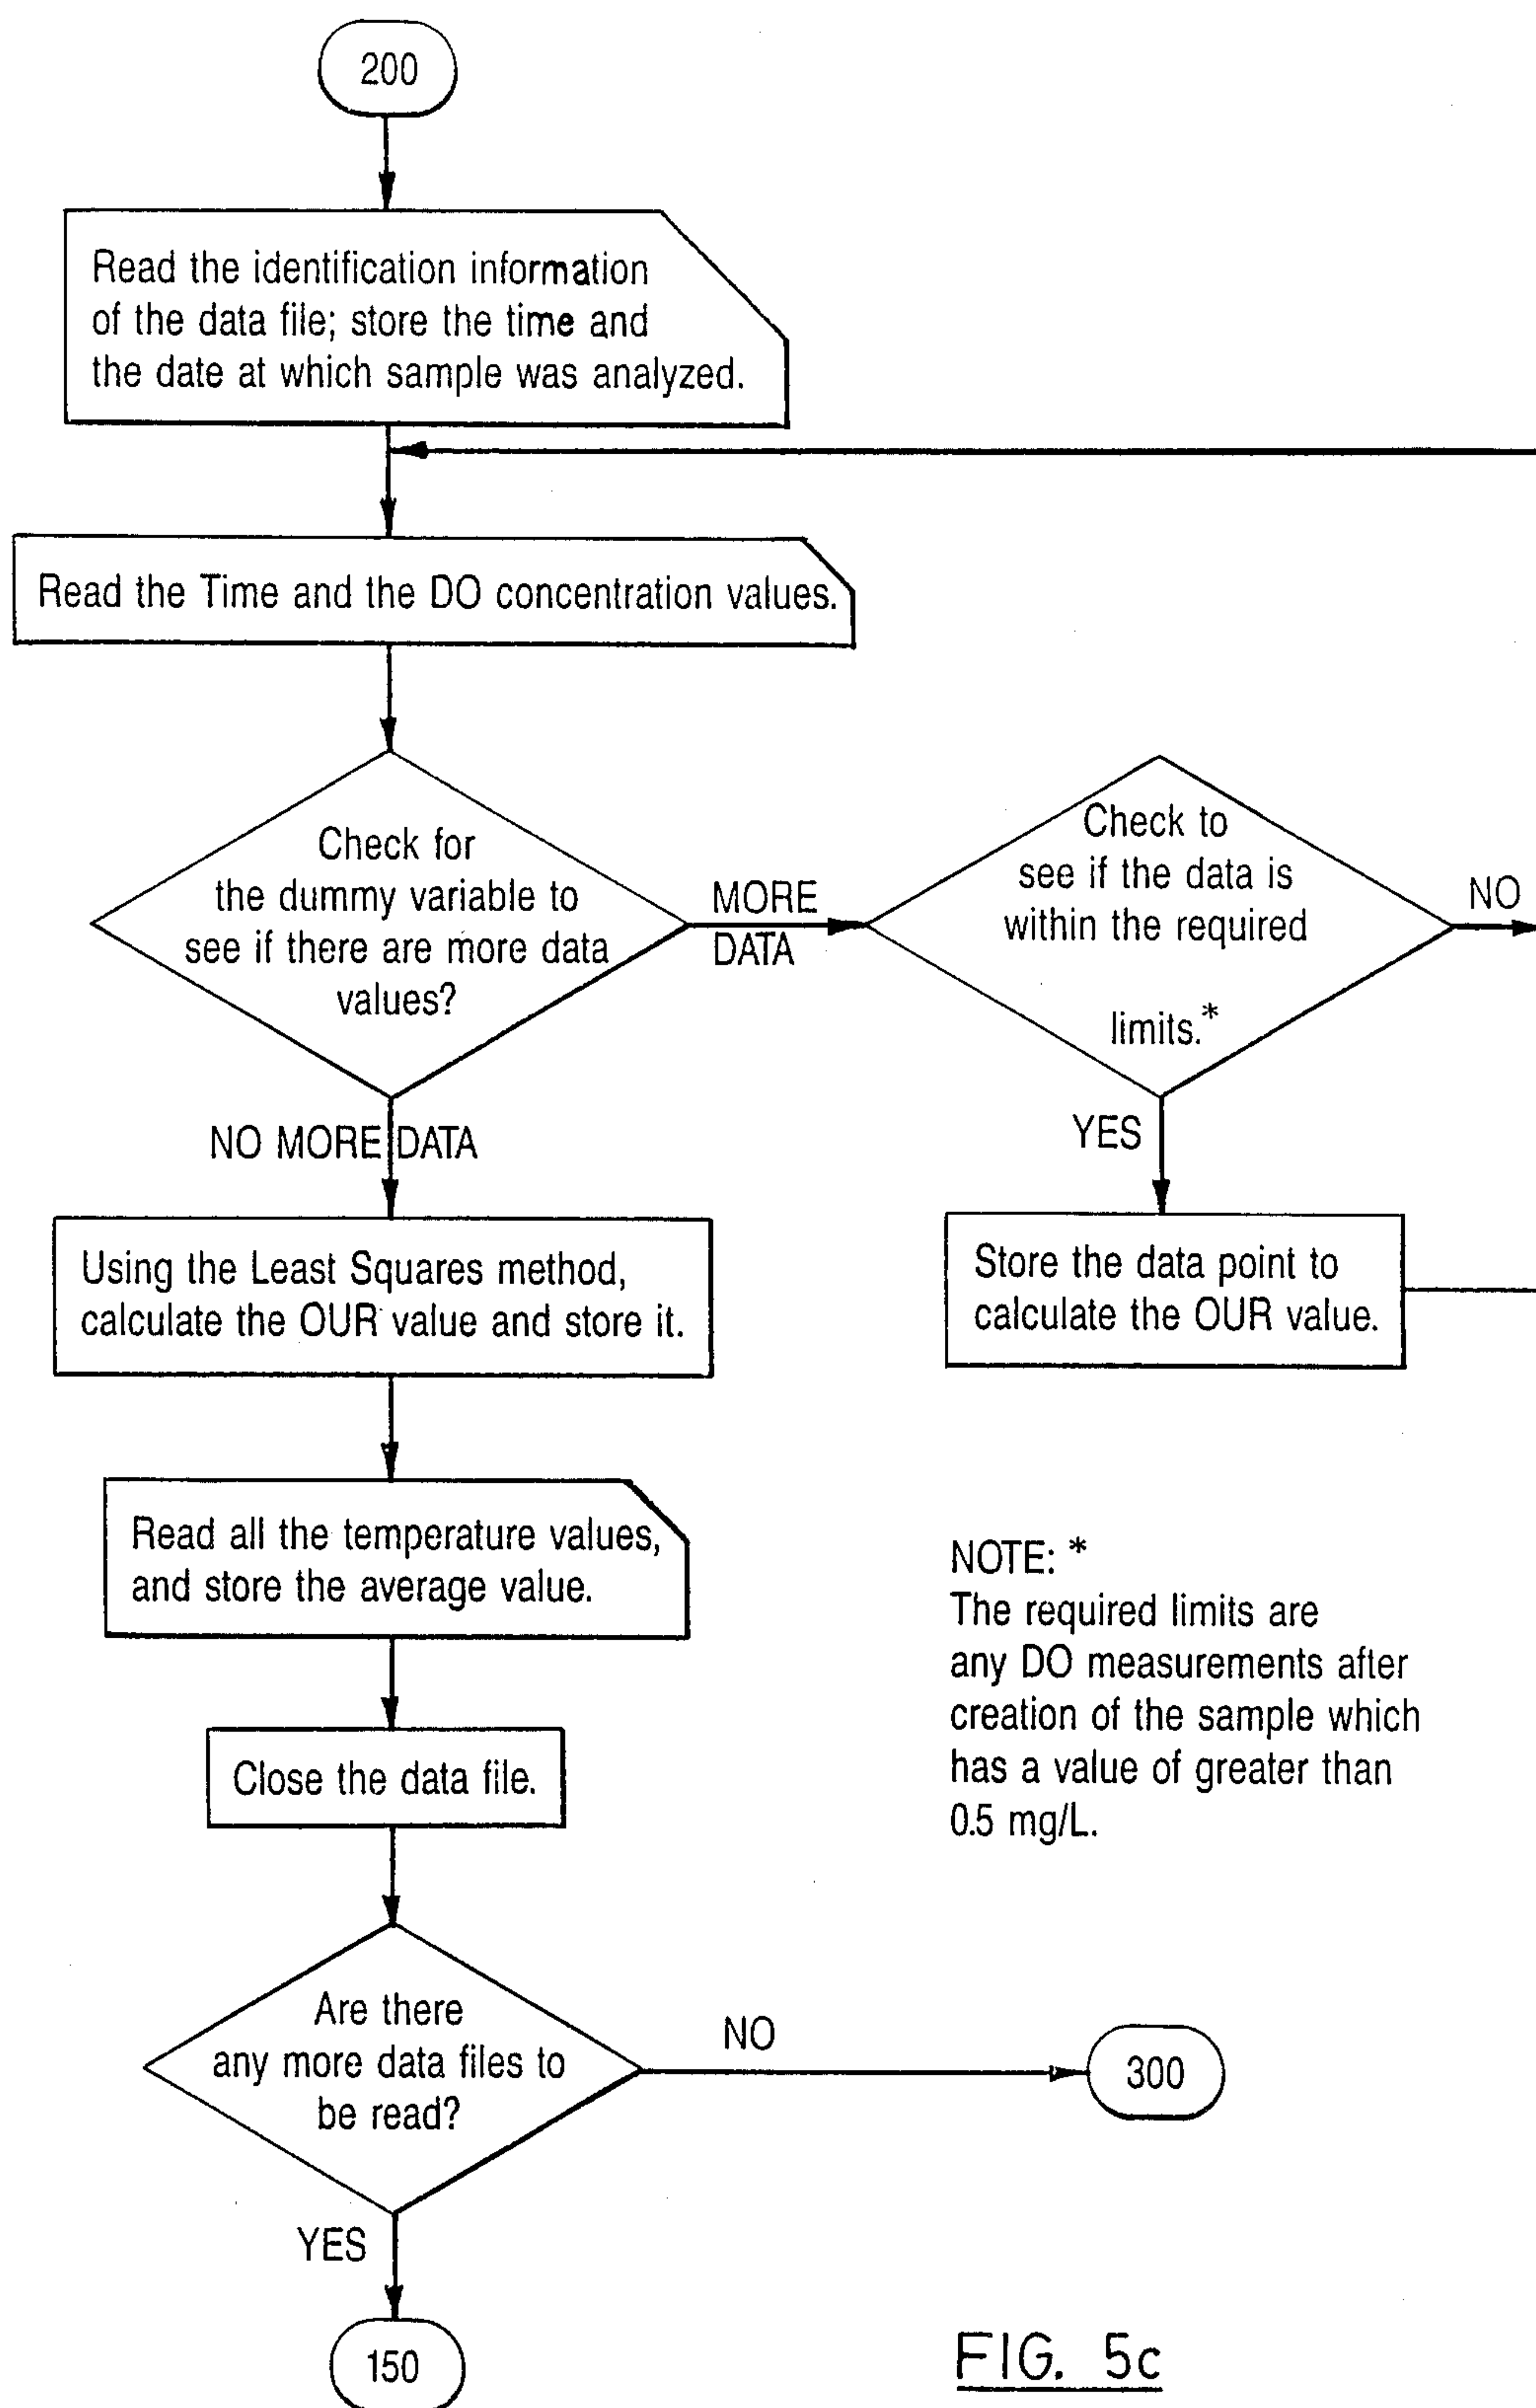 200
Read the identification information
of the data file; store the time and
the date at which sample was analyzed.
Read the Time and the DO concentration values.
Check for
the dummy variable to
see if there are more data
values?
MORE
DATA
Check to
see if the data is
within the required
limits.*
NO
YES
Store the data point to
calculate the OUR value.
NO MORE DATA
Using the Least Squares method,
calculate the OUR value and store it.
Read all the temperature values,
and store the average value.
Close the data file.
NOTE: *
The required limits are
any DO measurements after
creation of the sample which
has a value of greater than
0.5 mg/L.
Are there
any more data files to
be read?
NO
300
YES
150
FIG. 5c